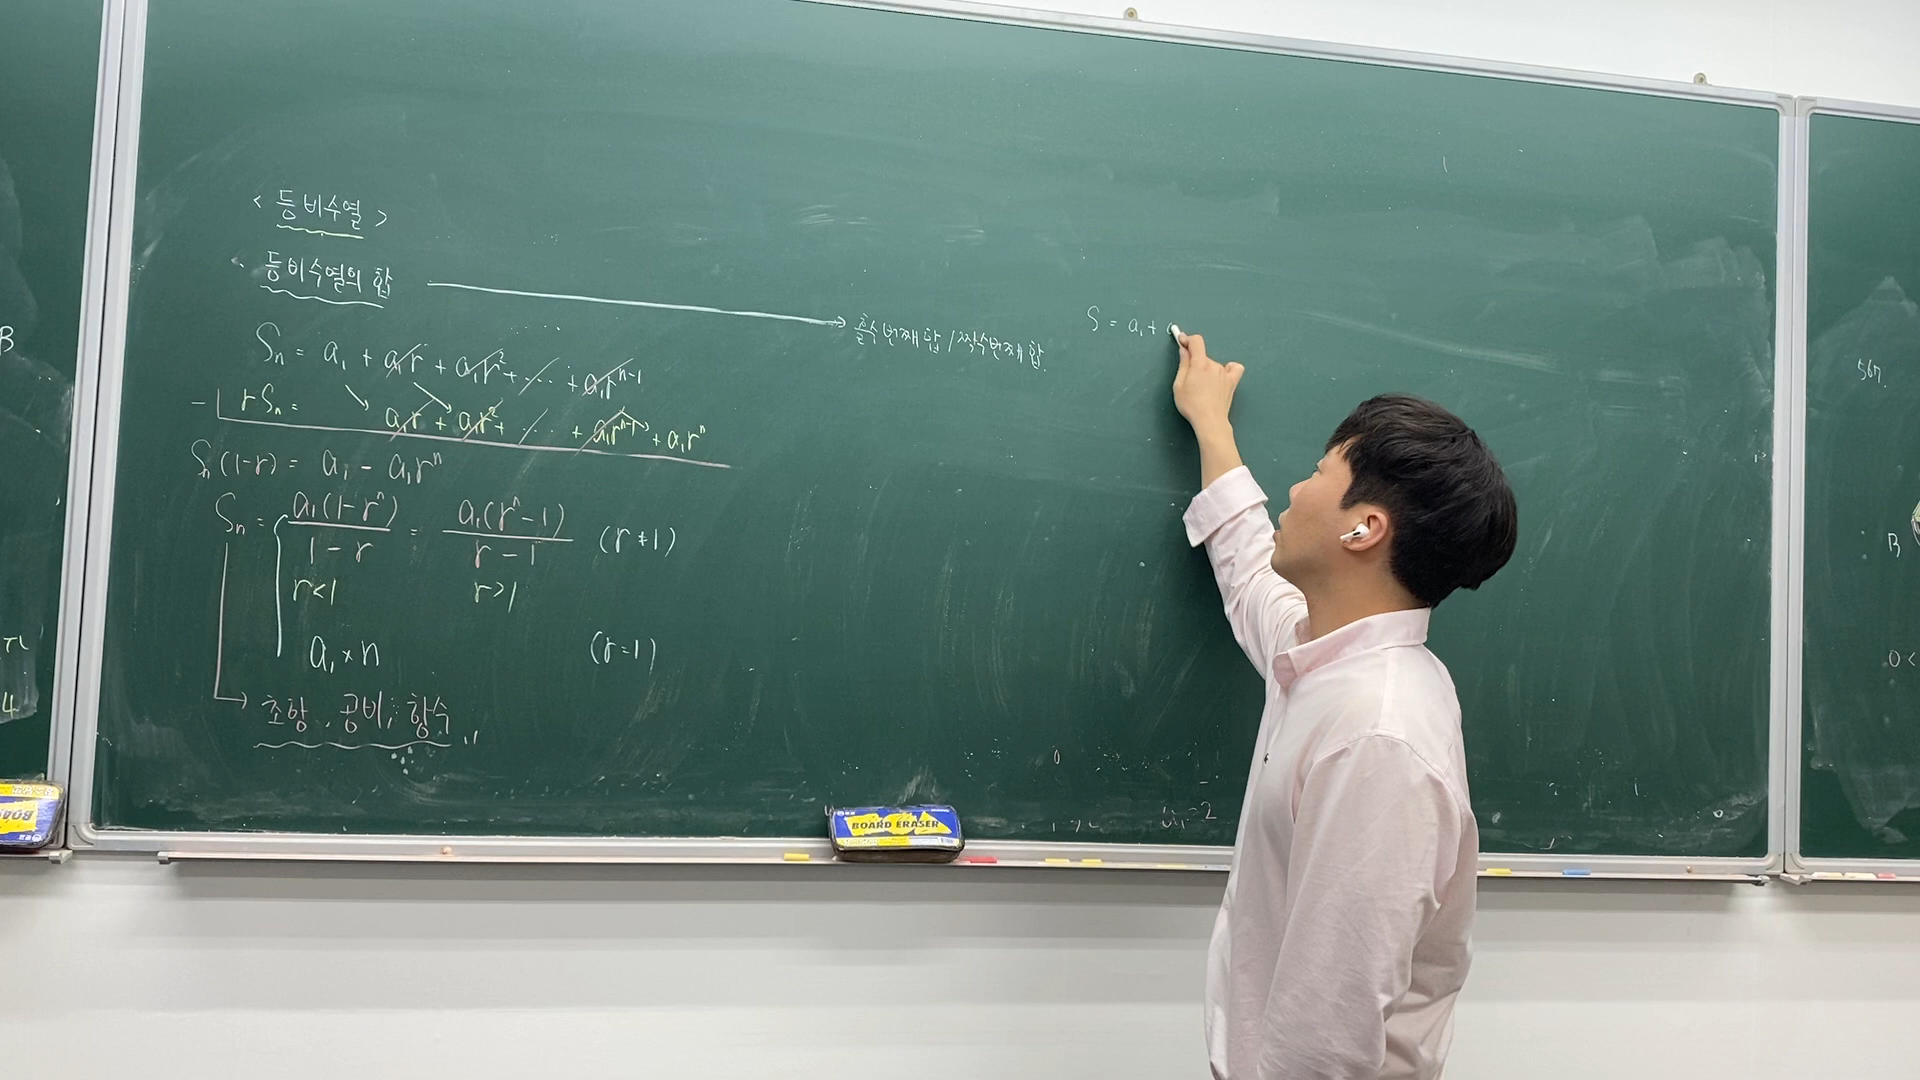 < 등비수열 >
등비수열의 합
홀수번째 합 / 짝수번째 합.
S = a₁ +
Sₙ = a₁ + a₁r + a₁r² + ... + a₁rⁿ⁻¹
- rSₙ = a₁r + a₁r² + ... + a₁rⁿ⁻¹ + a₁rⁿ
Sₙ(1-r) = a₁ - a₁rⁿ
Sₙ = { a₁(1-rⁿ)/(1-r) = a₁(rⁿ-1)/(r-1) (r ≠ 1)
r<1 r>1
a₁ × n (r=1)
→ 초항, 공비, 항수
BOARD ERASER
B
π
4
567.
B
0<